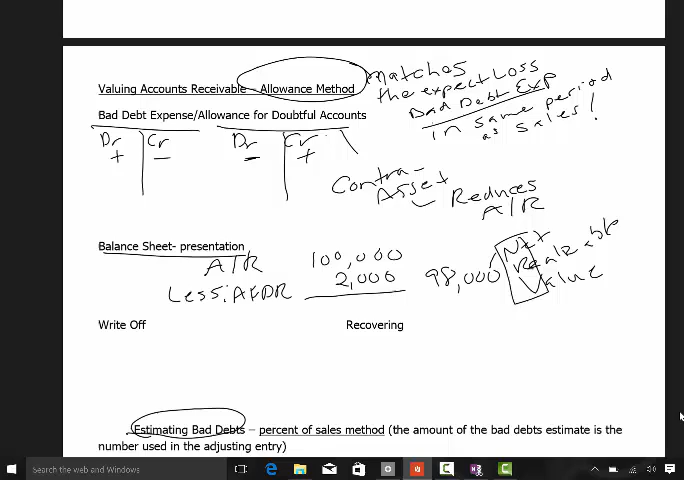 Valuing Accounts Receivable – Allowance Method
matches
the expect Loss
Bad Debt Exp
in same period
as sales!
Bad Debt Expense/Allowance for Doubtful Accounts
Dr Cr Dr Cr
+ – – +
Contra-
Asset
Reduces
A/R
Balance Sheet- presentation
A/R 100,000
Less: AFDA 2,000 98,000 Net
Realizable
Value
Write Off Recovering
Estimating Bad Debts – percent of sales method (the amount of the bad debts estimate is the
number used in the adjusting entry)
Search the web and Windows